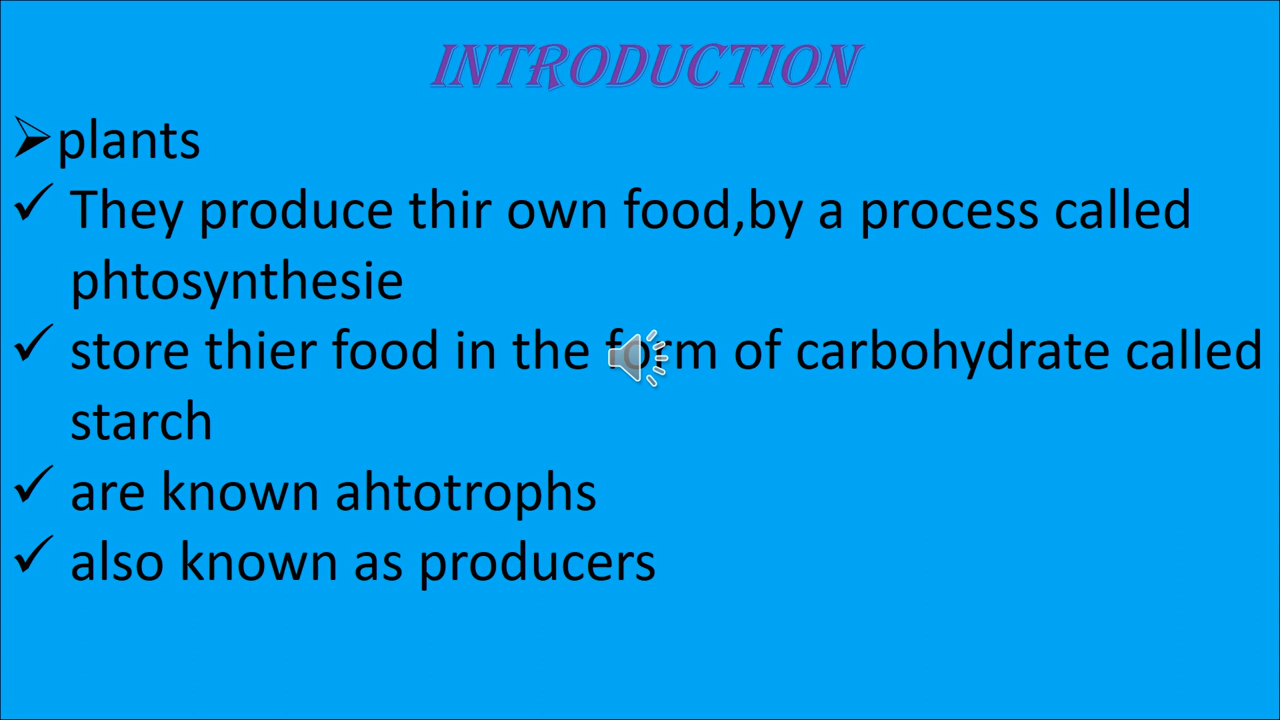 INTRODUCTION
➢plants
✓ They produce thir own food,by a process called
phtosynthesie
✓ store thier food in the form of carbohydrate called
starch
✓ are known ahtotrophs
✓ also known as producers